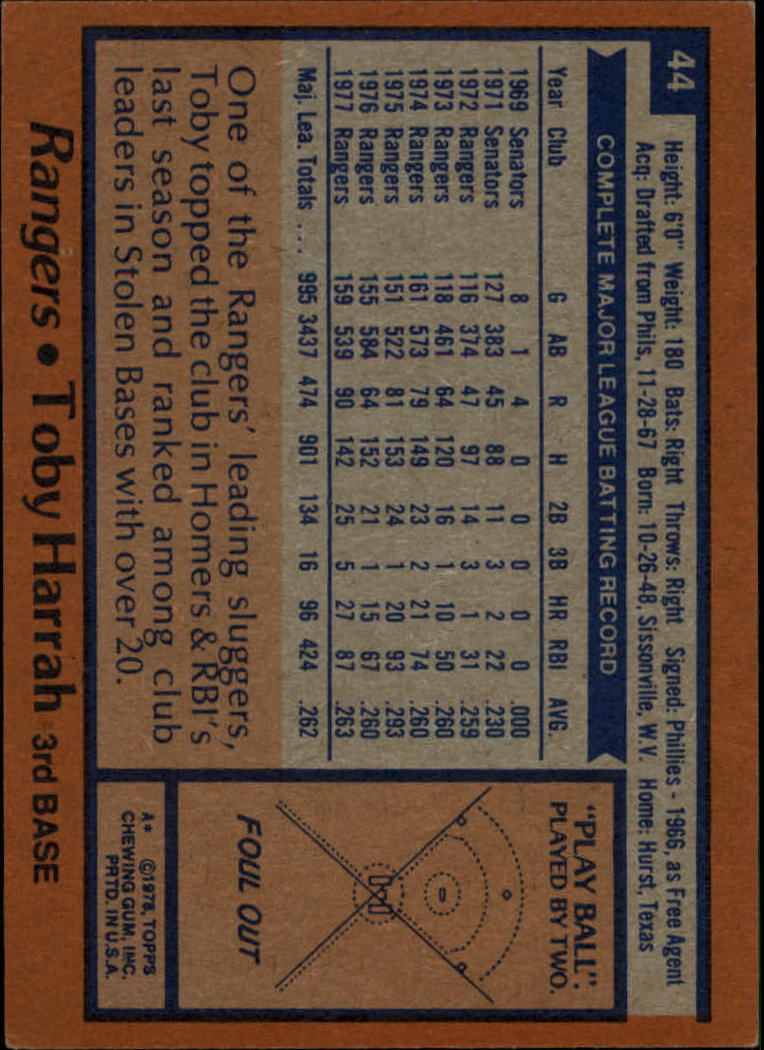 44
Height: 6'0" Weight: 180 Bats: Right Throws: Right Signed: Phillies - 1966, as Free Agent
Acq: Drafted from Phils, 11-28-67 Born: 10-26-48, Sissonville, W.V. Home: Hurst, Texas
COMPLETE MAJOR LEAGUE BATTING RECORD
Year Club G AB R H 2B 3B HR RBI AVG.
1969 Senators 8 1 4 0 0 0 0 0 .000
1971 Senators 127 383 45 88 11 3 2 22 .230
1972 Rangers 116 374 47 97 14 3 1 31 .259
1973 Rangers 118 461 64 120 16 1 10 50 .260
1974 Rangers 161 573 79 149 23 2 21 74 .260
1975 Rangers 151 522 81 153 24 1 20 93 .293
1976 Rangers 155 584 64 152 21 1 15 67 .260
1977 Rangers 159 539 90 142 25 5 27 87 .263
Maj. Lea. Totals ... 995 3437 474 901 134 16 96 424 .262
One of the Rangers' leading sluggers,
Toby topped the club in Homers & RBI's
last season and ranked among club
leaders in Stolen Bases with over 20.
"PLAY BALL":
PLAYED BY TWO.
FOUL OUT
A* ©1978, TOPPS
CHEWING GUM, INC.
PRTD. IN U.S.A.
Rangers • Toby Harrah 3rd BASE